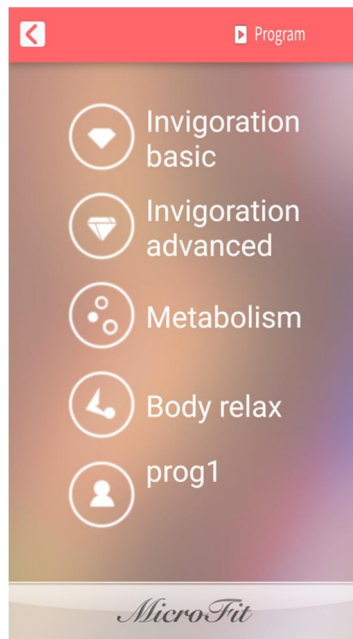 Program
Invigoration
basic
Invigoration
advanced
Metabolism
Body relax
prog1
MicroFit